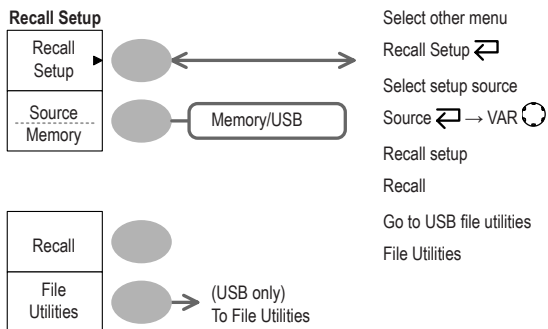 Recall Setup
Recall
Setup
Source
Memory
Memory/USB
Recall
File
Utilities
(USB only)
To File Utilities
Select other menu
Recall Setup
Select setup source
Source → VAR
Recall setup
Recall
Go to USB file utilities
File Utilities